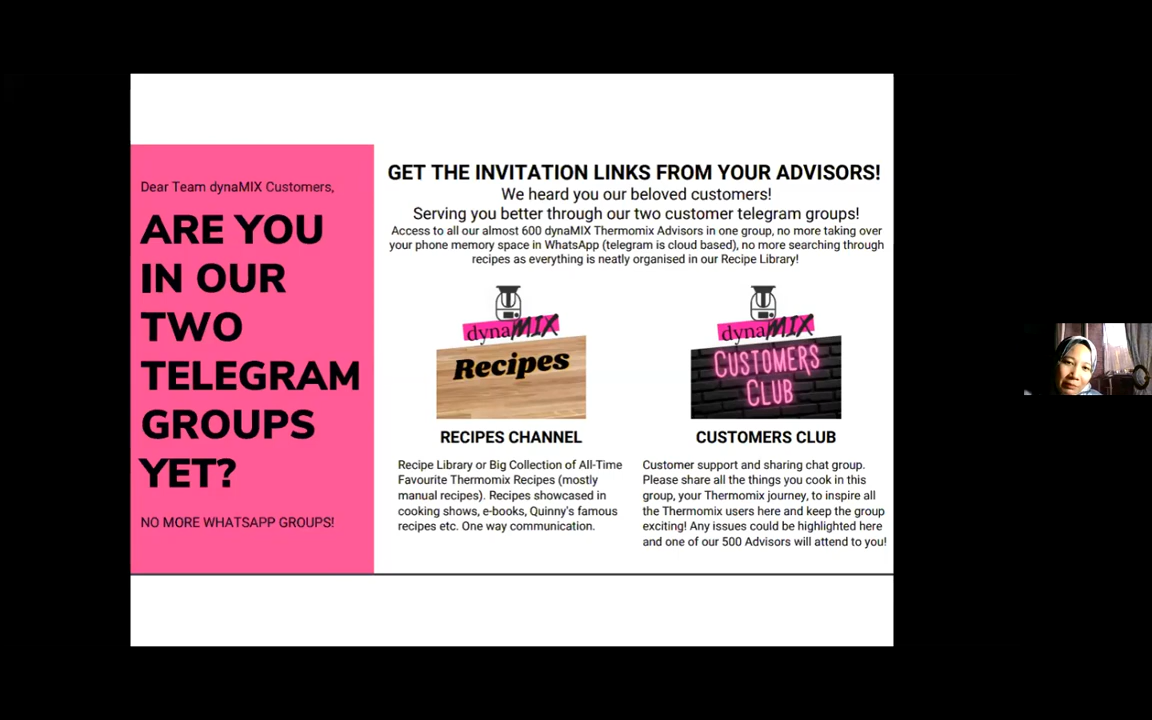 Dear Team dynaMIX Customers,
ARE YOU
IN OUR
TWO
TELEGRAM
GROUPS
YET?
NO MORE WHATSAPP GROUPS!
GET THE INVITATION LINKS FROM YOUR ADVISORS!
We heard you our beloved customers!
Serving you better through our two customer telegram groups!
Access to all our almost 600 dynaMIX Thermomix Advisors in one group, no more taking over
your phone memory space in WhatsApp (telegram is cloud based), no more searching through
recipes as everything is neatly organised in our Recipe Library!
dynaMIX
Recipes
RECIPES CHANNEL
Recipe Library or Big Collection of All-Time
Favourite Thermomix Recipes (mostly
manual recipes). Recipes showcased in
cooking shows, e-books, Quinny's famous
recipes etc. One way communication.
dynaMIX
CUSTOMERS
CLUB
CUSTOMERS CLUB
Customer support and sharing chat group.
Please share all the things you cook in this
group, your Thermomix journey, to inspire all
the Thermomix users here and keep the group
exciting! Any issues could be highlighted here
and one of our 500 Advisors will attend to you!